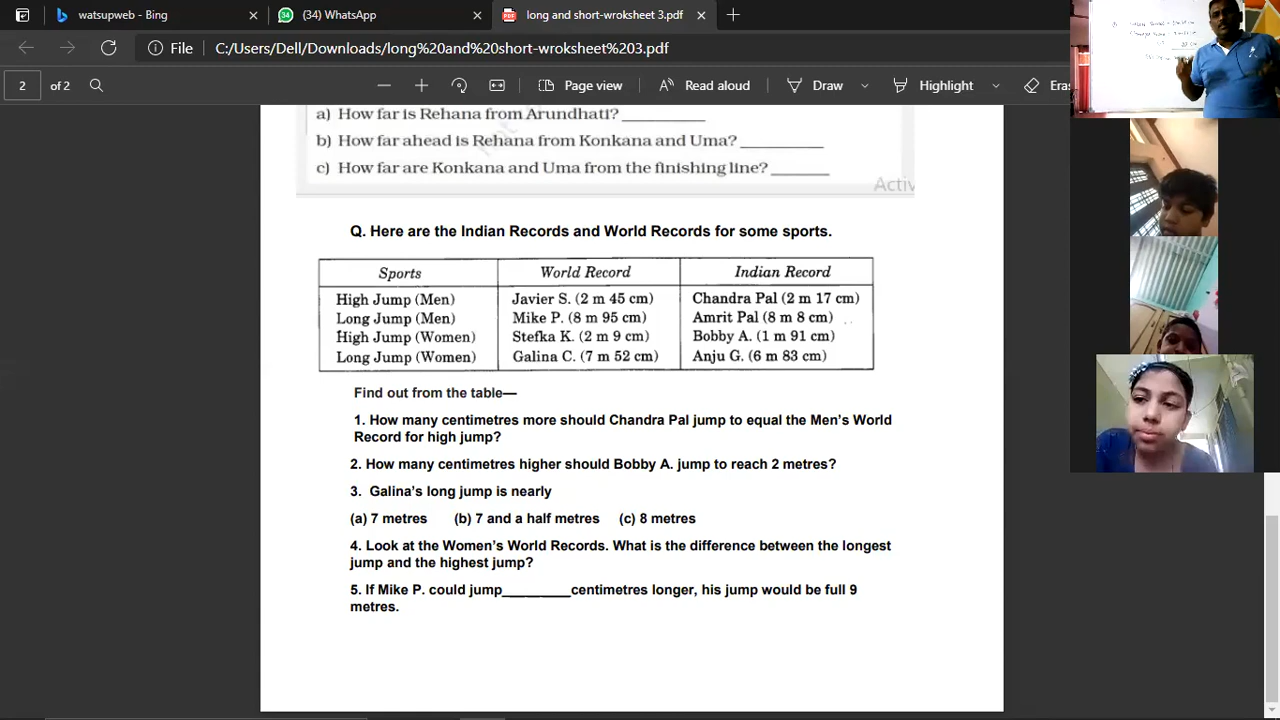 watsupweb - Bing
(34) WhatsApp
long and short-wroksheet 3.pdf
File
C:/Users/Dell/Downloads/long%20and%20short-wroksheet%203.pdf
2 of 2
Page view
Read aloud
Draw
Highlight
Eras
a) How far is Rehana from Arundhati? ________
b) How far ahead is Rehana from Konkana and Uma? ________
c) How far are Konkana and Uma from the finishing line? ________
Activ
Q. Here are the Indian Records and World Records for some sports.
Sports World Record Indian Record
High Jump (Men) Javier S. (2 m 45 cm) Chandra Pal (2 m 17 cm)
Long Jump (Men) Mike P. (8 m 95 cm) Amrit Pal (8 m 8 cm)
High Jump (Women) Stefka K. (2 m 9 cm) Bobby A. (1 m 91 cm)
Long Jump (Women) Galina C. (7 m 52 cm) Anju G. (6 m 83 cm)
Find out from the table—
1. How many centimetres more should Chandra Pal jump to equal the Men's World
Record for high jump?
2. How many centimetres higher should Bobby A. jump to reach 2 metres?
3. Galina's long jump is nearly
(a) 7 metres (b) 7 and a half metres (c) 8 metres
4. Look at the Women's World Records. What is the difference between the longest
jump and the highest jump?
5. If Mike P. could jump_________centimetres longer, his jump would be full 9
metres.